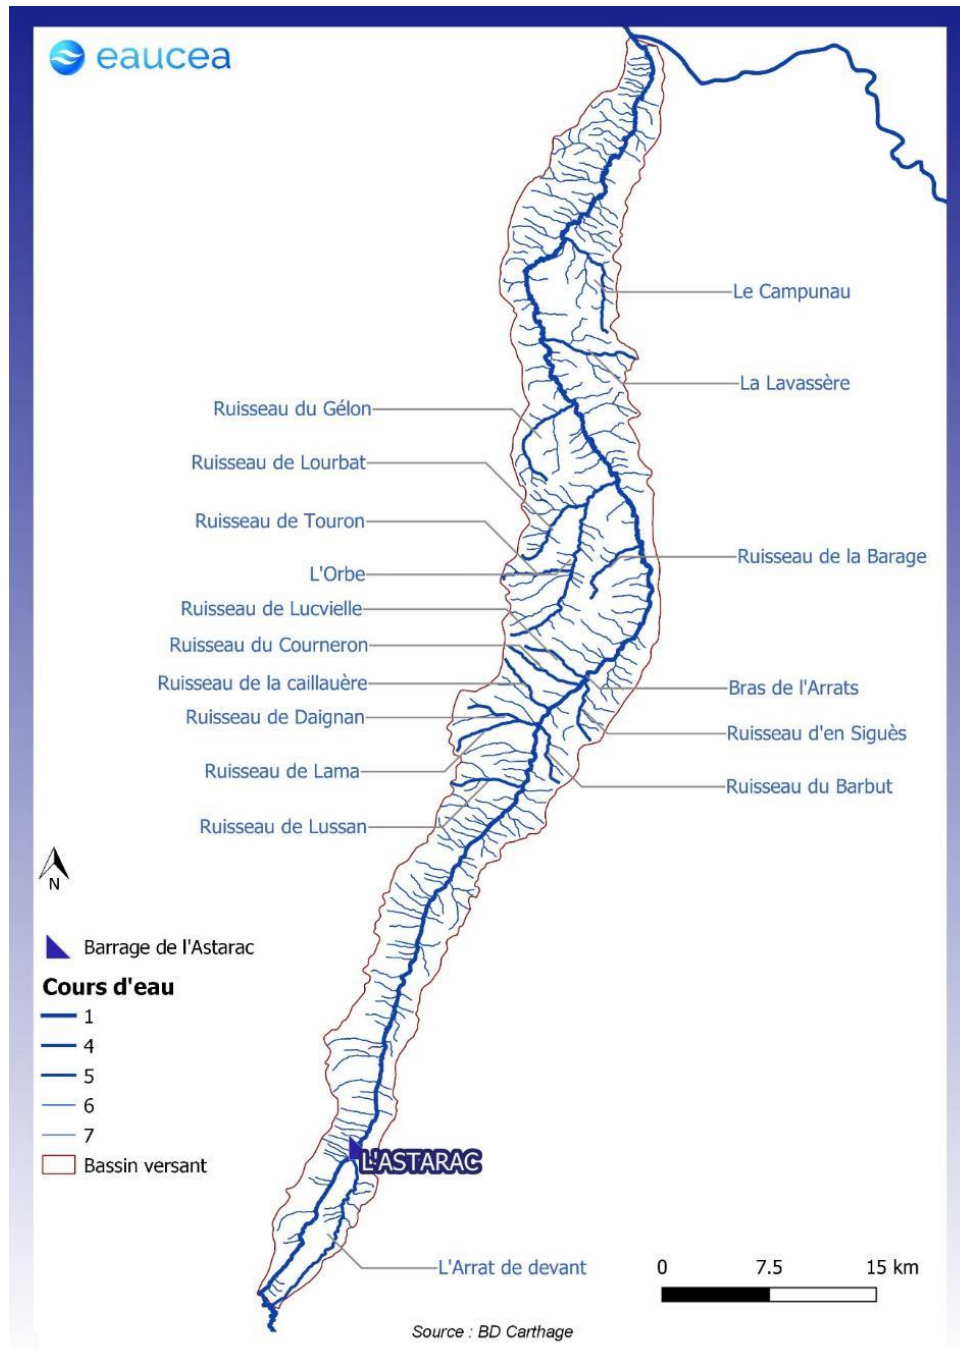 eaucea
Le Campunau
La Lavassère
Ruisseau du Gélon
Ruisseau de Lourbat
Ruisseau de Touron
Ruisseau de la Barage
L'Orbe
Ruisseau de Lucvielle
Ruisseau du Courneron
Ruisseau de la caillauère
Bras de l'Arrats
Ruisseau de Daignan
Ruisseau d'en Siguès
Ruisseau de Lama
Ruisseau du Barbut
Ruisseau de Lussan
N
Barrage de l'Astarac
Cours d'eau
1
4
5
6
7
Bassin versant
L'ASTARAC
L'Arrat de devant
0 7.5 15 km
Source : BD Carthage